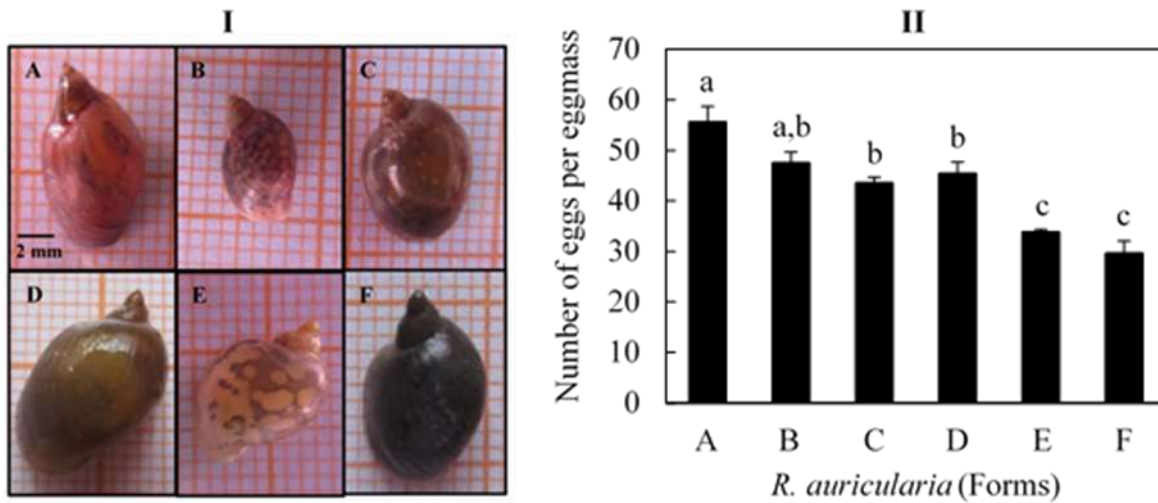 I
II
A
B
C
2 mm
D
E
F
Number of eggs per eggmass
70
60
50
40
30
20
10
0
a
a,b
b
b
c
c
A B C D E F
R. auricularia (Forms)